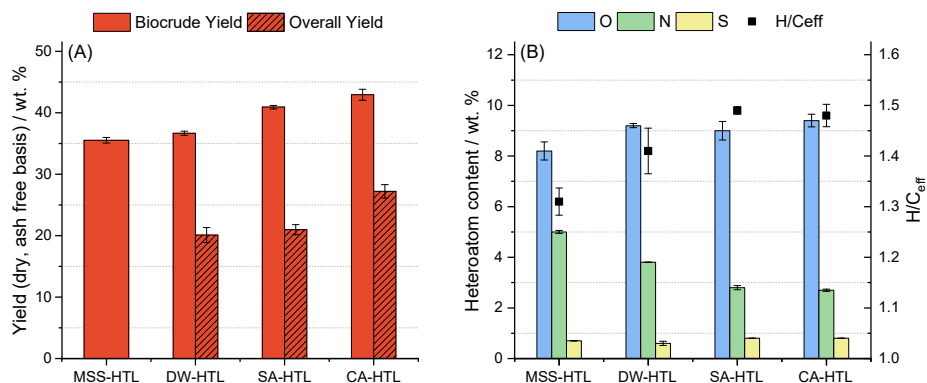 Biocrude Yield Overall Yield
(A)
Yield (dry, ash free basis) / wt. %
50
40
30
20
10
0
MSS-HTL DW-HTL SA-HTL CA-HTL
O N S H/Ceff
(B)
Heteroatom content / wt. %
12
10
8
6
4
2
0
1.6
1.5
1.4
1.3
1.2
1.1
1.0
H/Ceff
MSS-HTL DW-HTL SA-HTL CA-HTL